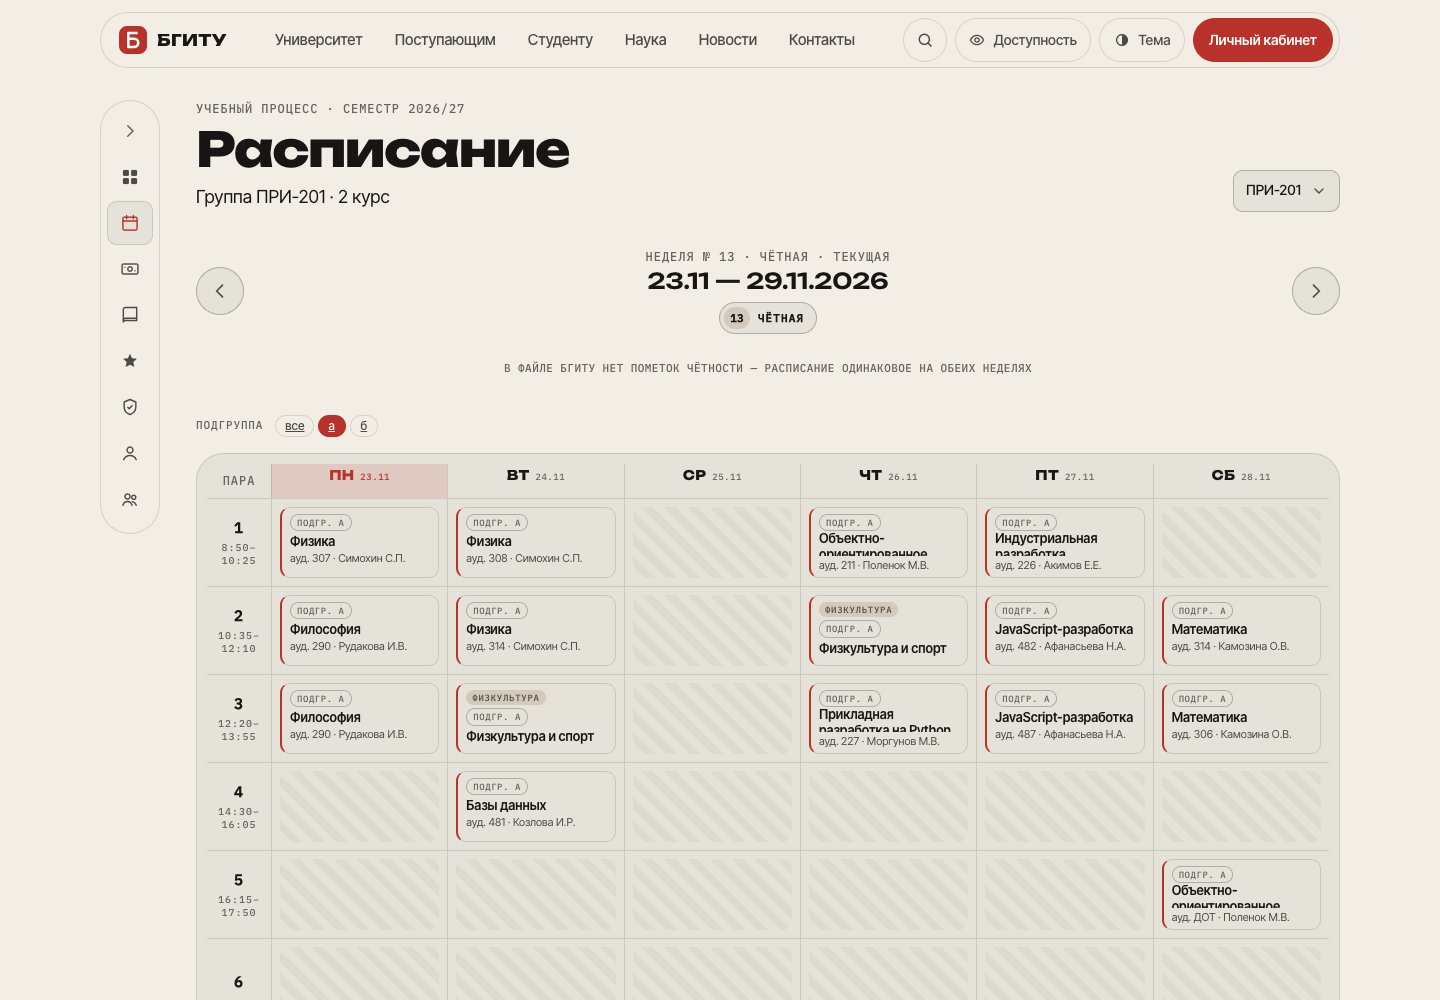 БГИТУ
Университет
Поступающим
Студенту
Наука
Новости
Контакты
Доступность
Тема
Личный кабинет
УЧЕБНЫЙ ПРОЦЕСС · СЕМЕСТР 2026/27
Расписание
Группа ПРИ-201 · 2 курс
ПРИ-201
НЕДЕЛЯ № 13 · ЧЁТНАЯ · ТЕКУЩАЯ
23.11 — 29.11.2026
13 ЧЁТНАЯ
В ФАЙЛЕ БГИТУ НЕТ ПОМЕТОК ЧЁТНОСТИ — РАСПИСАНИЕ ОДИНАКОВОЕ НА ОБЕИХ НЕДЕЛЯХ
ПОДГРУППА все а б
ПАРА
ПН 23.11
ВТ 24.11
СР 25.11
ЧТ 26.11
ПТ 27.11
СБ 28.11
1
8:50–
10:25
ПОДГР. А
Физика
ауд. 307 · Симохин С.П.
ПОДГР. А
Физика
ауд. 308 · Симохин С.П.
ПОДГР. А
Объектно-
ориентированное
ауд. 211 · Поленок М.В.
ПОДГР. А
Индустриальная
разработка
ауд. 226 · Акимов Е.Е.
2
10:35–
12:10
ПОДГР. А
Философия
ауд. 290 · Рудакова И.В.
ПОДГР. А
Физика
ауд. 314 · Симохин С.П.
ФИЗКУЛЬТУРА
ПОДГР. А
Физкультура и спорт
ПОДГР. А
JavaScript-разработка
ауд. 482 · Афанасьева Н.А.
ПОДГР. А
Математика
ауд. 314 · Камозина О.В.
3
12:20–
13:55
ПОДГР. А
Философия
ауд. 290 · Рудакова И.В.
ФИЗКУЛЬТУРА
ПОДГР. А
Физкультура и спорт
ПОДГР. А
Прикладная
разработка на Python
ауд. 227 · Моргунов М.В.
ПОДГР. А
JavaScript-разработка
ауд. 487 · Афанасьева Н.А.
ПОДГР. А
Математика
ауд. 306 · Камозина О.В.
4
14:30–
16:05
ПОДГР. А
Базы данных
ауд. 481 · Козлова И.Р.
5
16:15–
17:50
ПОДГР. А
Объектно-
ориентированное
ауд. ДОТ · Поленок М.В.
6